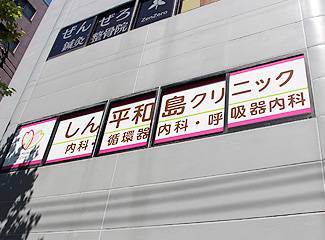 ぜん ぜろ
鍼灸 整骨院
Zenzero
しん平和島クリニック
内科・循環器内科・呼吸器内科